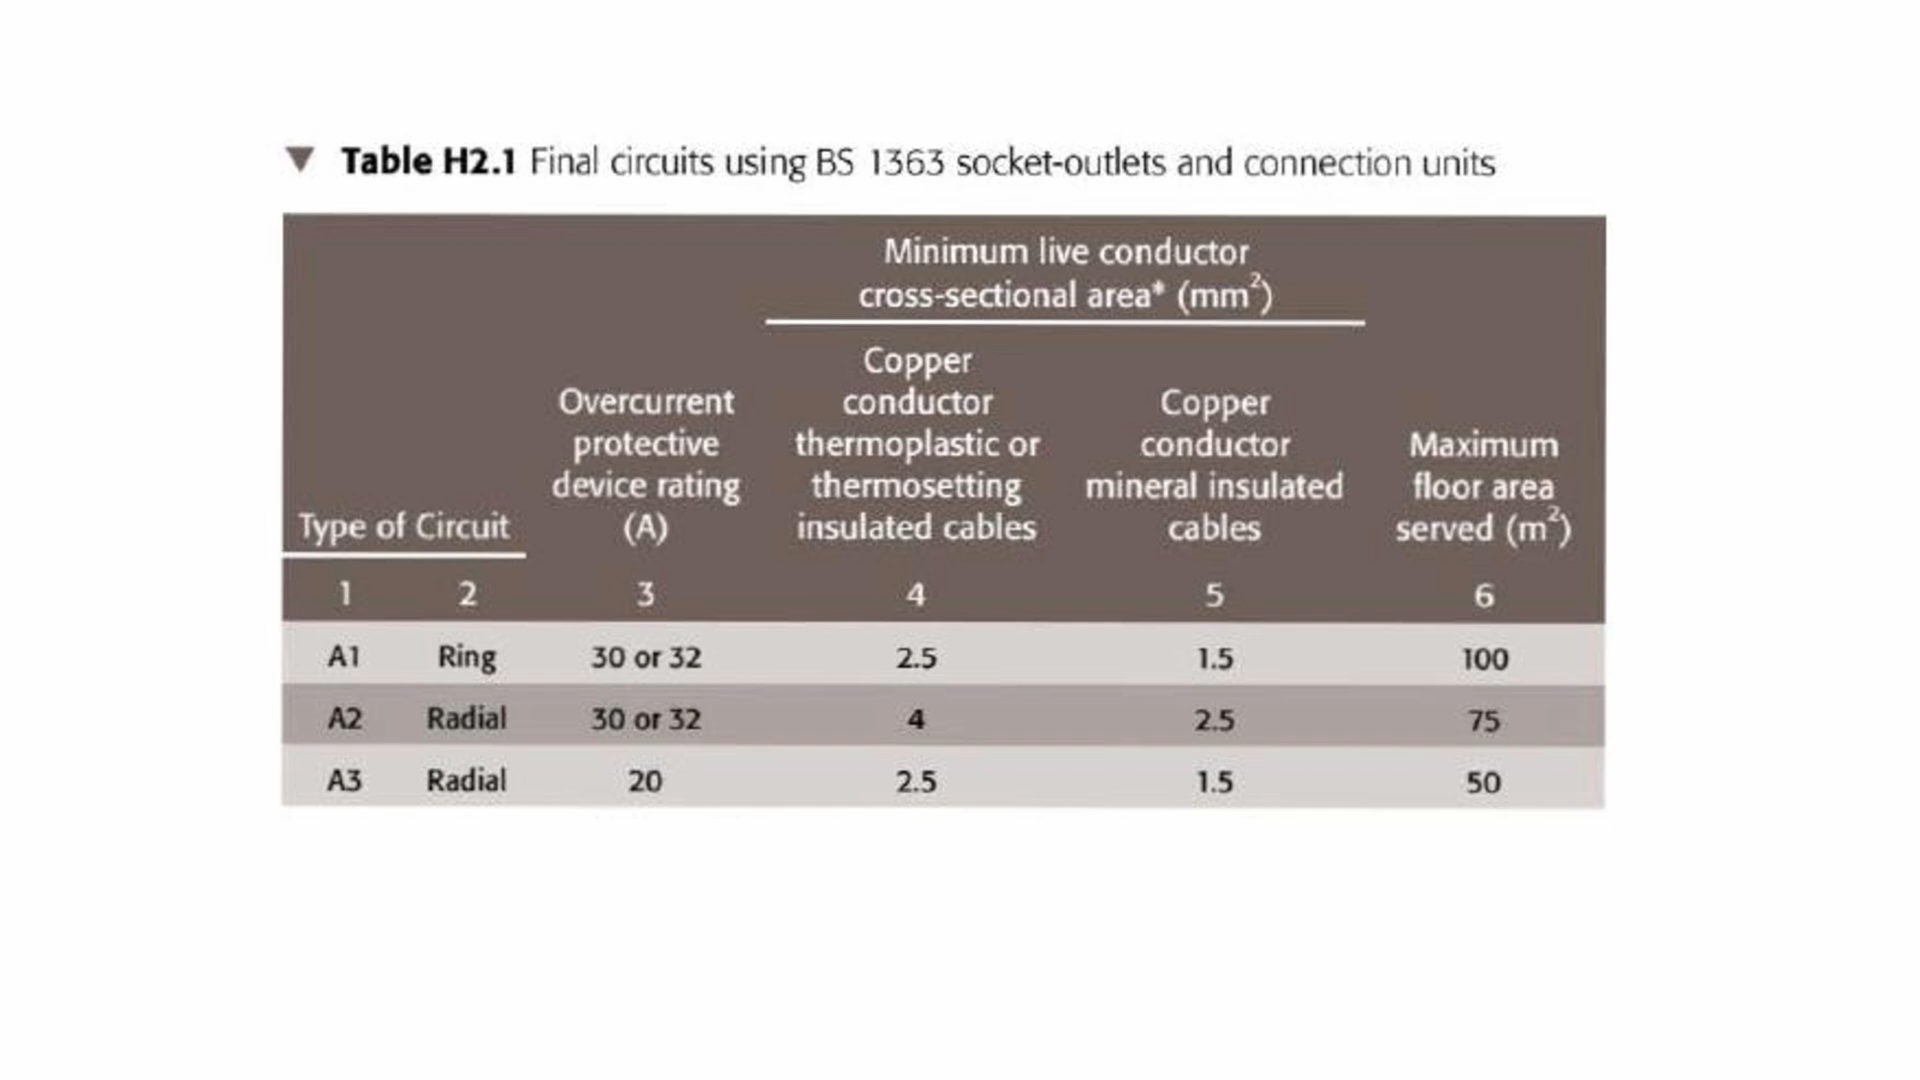 ▼ Table H2.1 Final circuits using BS 1363 socket-outlets and connection units
Minimum live conductor
cross-sectional area* (mm²)
Type of Circuit
Overcurrent
protective
device rating
(A)
Copper
conductor
thermoplastic or
thermosetting
insulated cables
Copper
conductor
mineral insulated
cables
Maximum
floor area
served (m²)
1 2 3 4 5 6
A1 Ring 30 or 32 2.5 1.5 100
A2 Radial 30 or 32 4 2.5 75
A3 Radial 20 2.5 1.5 50